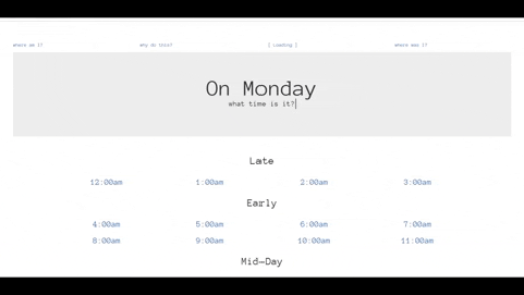 where am I? why do this? [ Loading ] where was I?
On Monday
what time is it?
Late
12:00am 1:00am 2:00am 3:00am
Early
4:00am 5:00am 6:00am 7:00am
8:00am 9:00am 10:00am 11:00am
Mid—Day